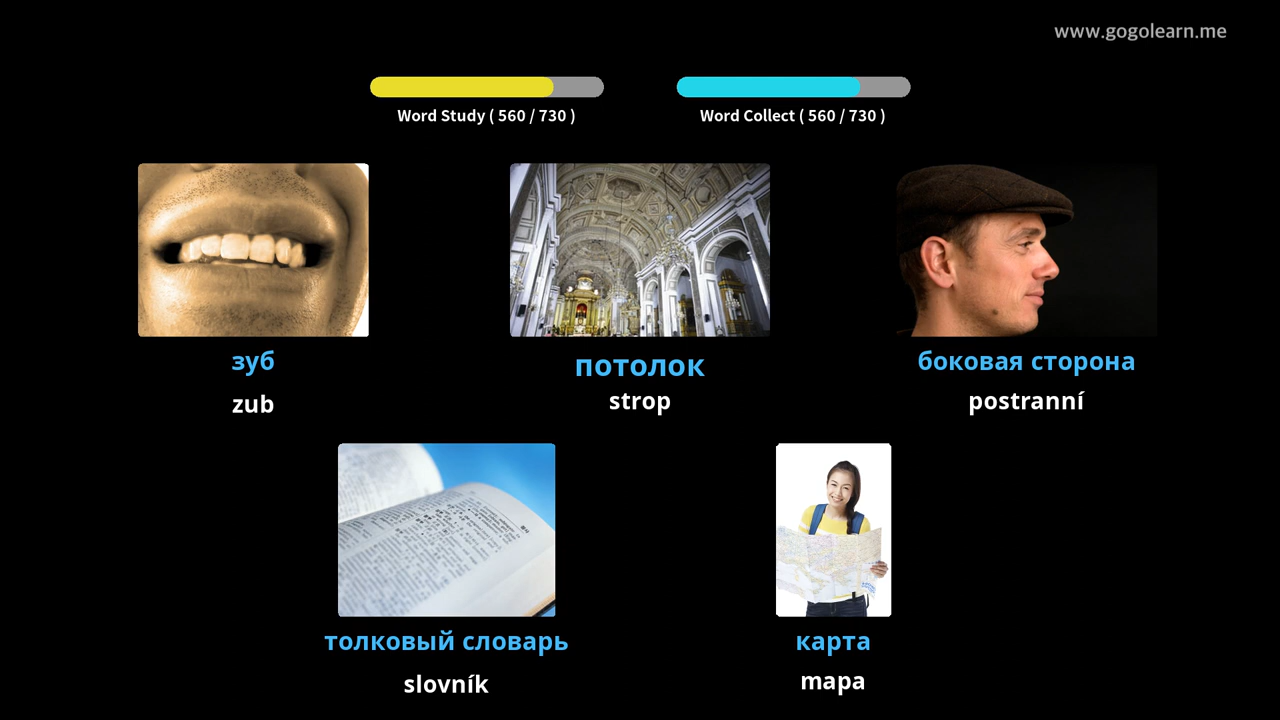 www.gogolearn.me
Word Study ( 560 / 730 )
Word Collect ( 560 / 730 )
зуб
zub
потолок
strop
боковая сторона
postranní
толковый словарь
slovník
карта
mapa